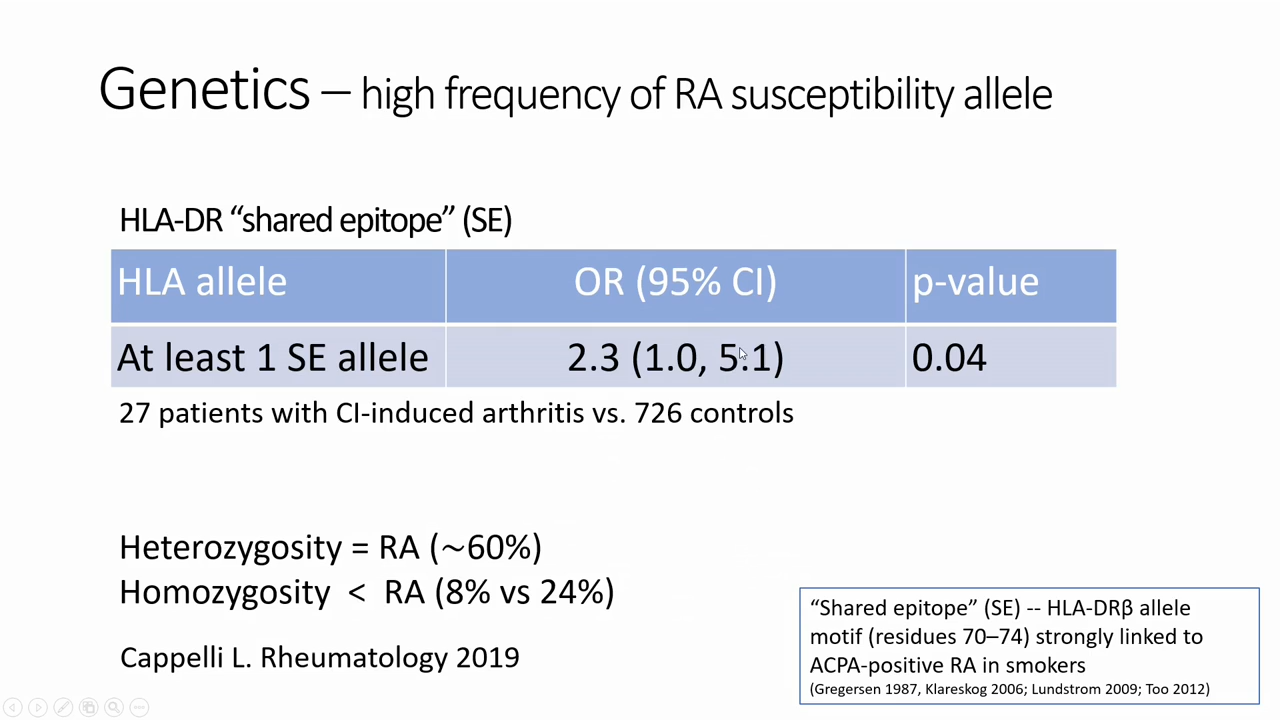 Genetics – high frequency of RA susceptibility allele
HLA-DR “shared epitope” (SE)
HLA allele OR (95% CI) p-value
At least 1 SE allele 2.3 (1.0, 5.1) 0.04
27 patients with CI-induced arthritis vs. 726 controls
Heterozygosity = RA (~60%)
Homozygosity < RA (8% vs 24%)
Cappelli L. Rheumatology 2019
“Shared epitope” (SE) -- HLA-DRβ allele
motif (residues 70–74) strongly linked to
ACPA-positive RA in smokers
(Gregersen 1987, Klareskog 2006; Lundstrom 2009; Too 2012)